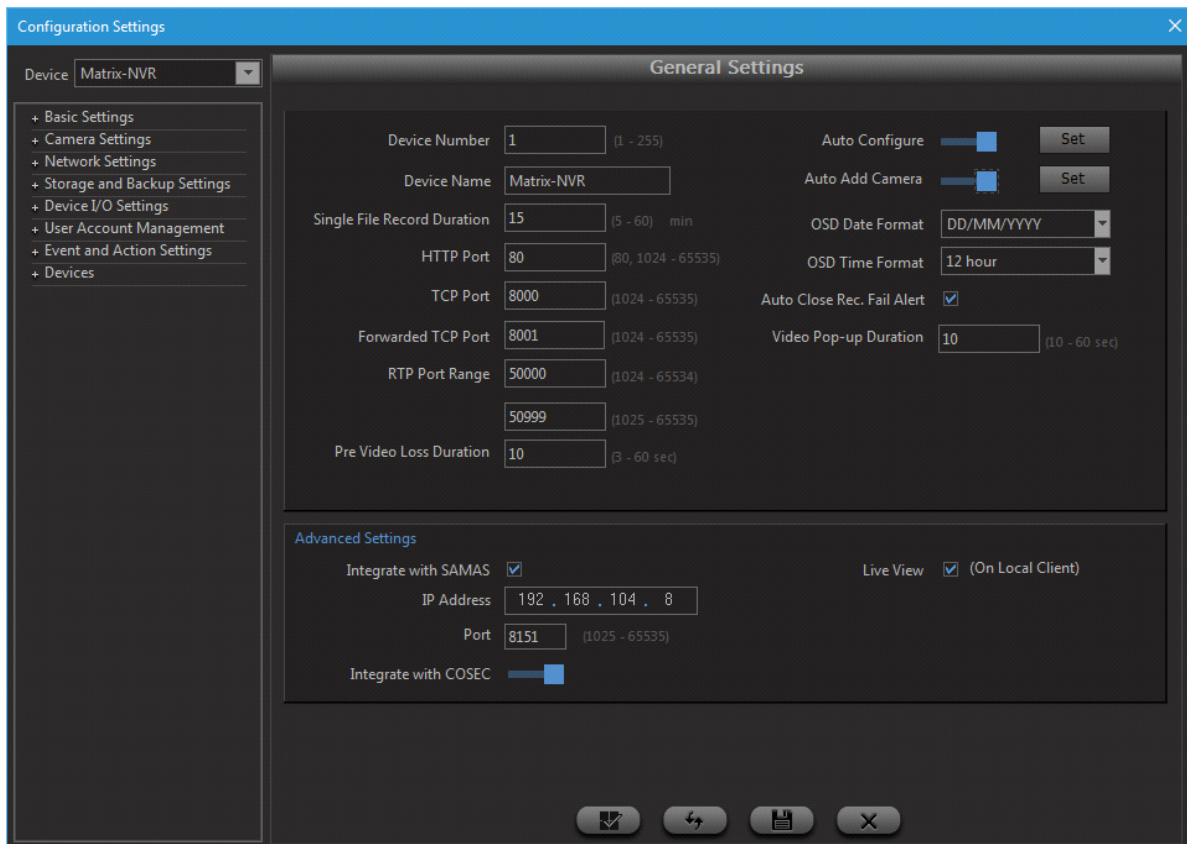 Configuration Settings
Device Matrix-NVR
General Settings
+ Basic Settings
+ Camera Settings
+ Network Settings
+ Storage and Backup Settings
+ Device I/O Settings
+ User Account Management
+ Event and Action Settings
+ Devices
Device Number 1 (1 - 255)
Device Name Matrix-NVR
Single File Record Duration 15 (5 - 60) min
HTTP Port 80 (80, 1024 - 65535)
TCP Port 8000 (1024 - 65535)
Forwarded TCP Port 8001 (1024 - 65535)
RTP Port Range 50000 (1024 - 65534)
50999 (1025 - 65535)
Pre Video Loss Duration 10 (3 - 60 sec)
Auto Configure Set
Auto Add Camera Set
OSD Date Format DD/MM/YYYY
OSD Time Format 12 hour
Auto Close Rec. Fail Alert
Video Pop-up Duration 10 (10 - 60 sec)
Advanced Settings
Integrate with SAMAS
IP Address 192 . 168 . 104 . 8
Port 8151 (1025 - 65535)
Integrate with COSEC
Live View (On Local Client)